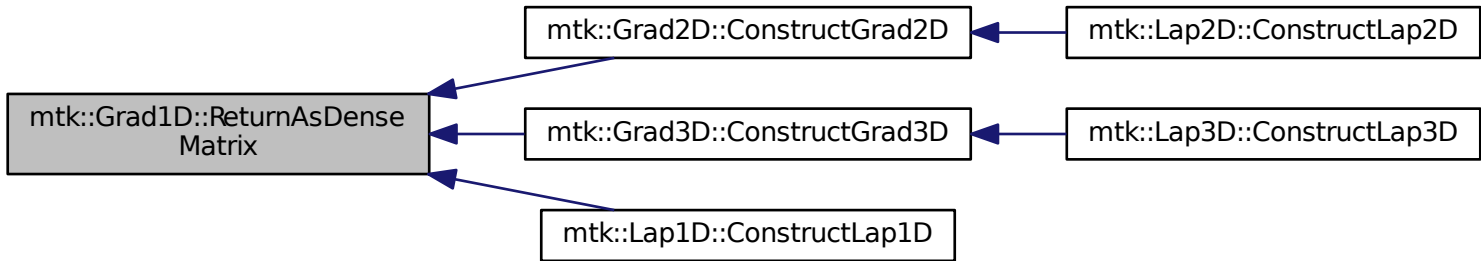 mtk::Grad2D::ConstructGrad2D
mtk::Lap2D::ConstructLap2D
mtk::Grad1D::ReturnAsDense
Matrix
mtk::Grad3D::ConstructGrad3D
mtk::Lap3D::ConstructLap3D
mtk::Lap1D::ConstructLap1D